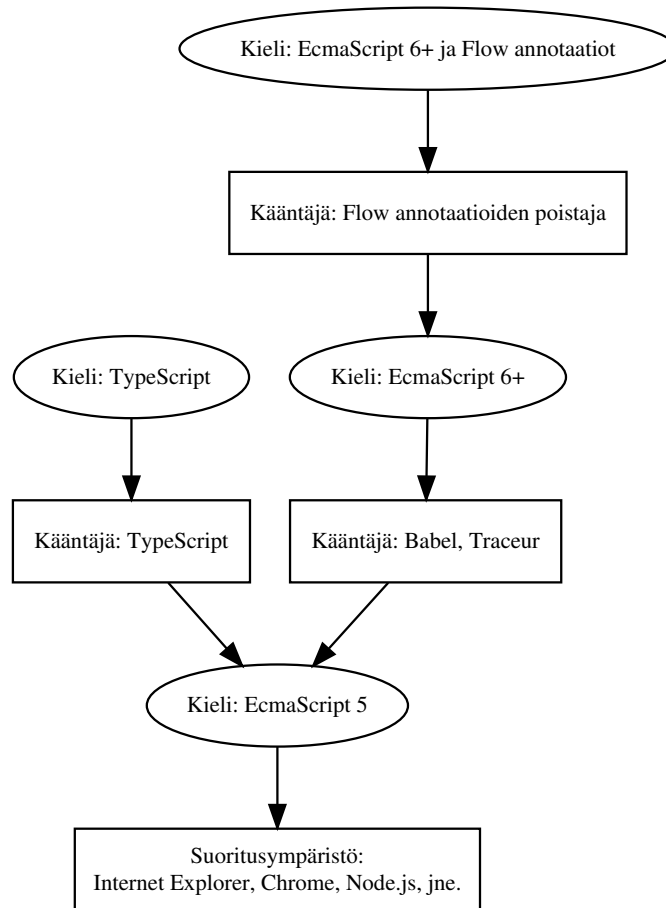 Kieli: EcmaScript 6+ ja Flow annotaatiot
Kääntäjä: Flow annotaatioiden poistaja
Kieli: TypeScript
Kieli: EcmaScript 6+
Kääntäjä: TypeScript
Kääntäjä: Babel, Traceur
Kieli: EcmaScript 5
Suoritusympäristö:
Internet Explorer, Chrome, Node.js, jne.